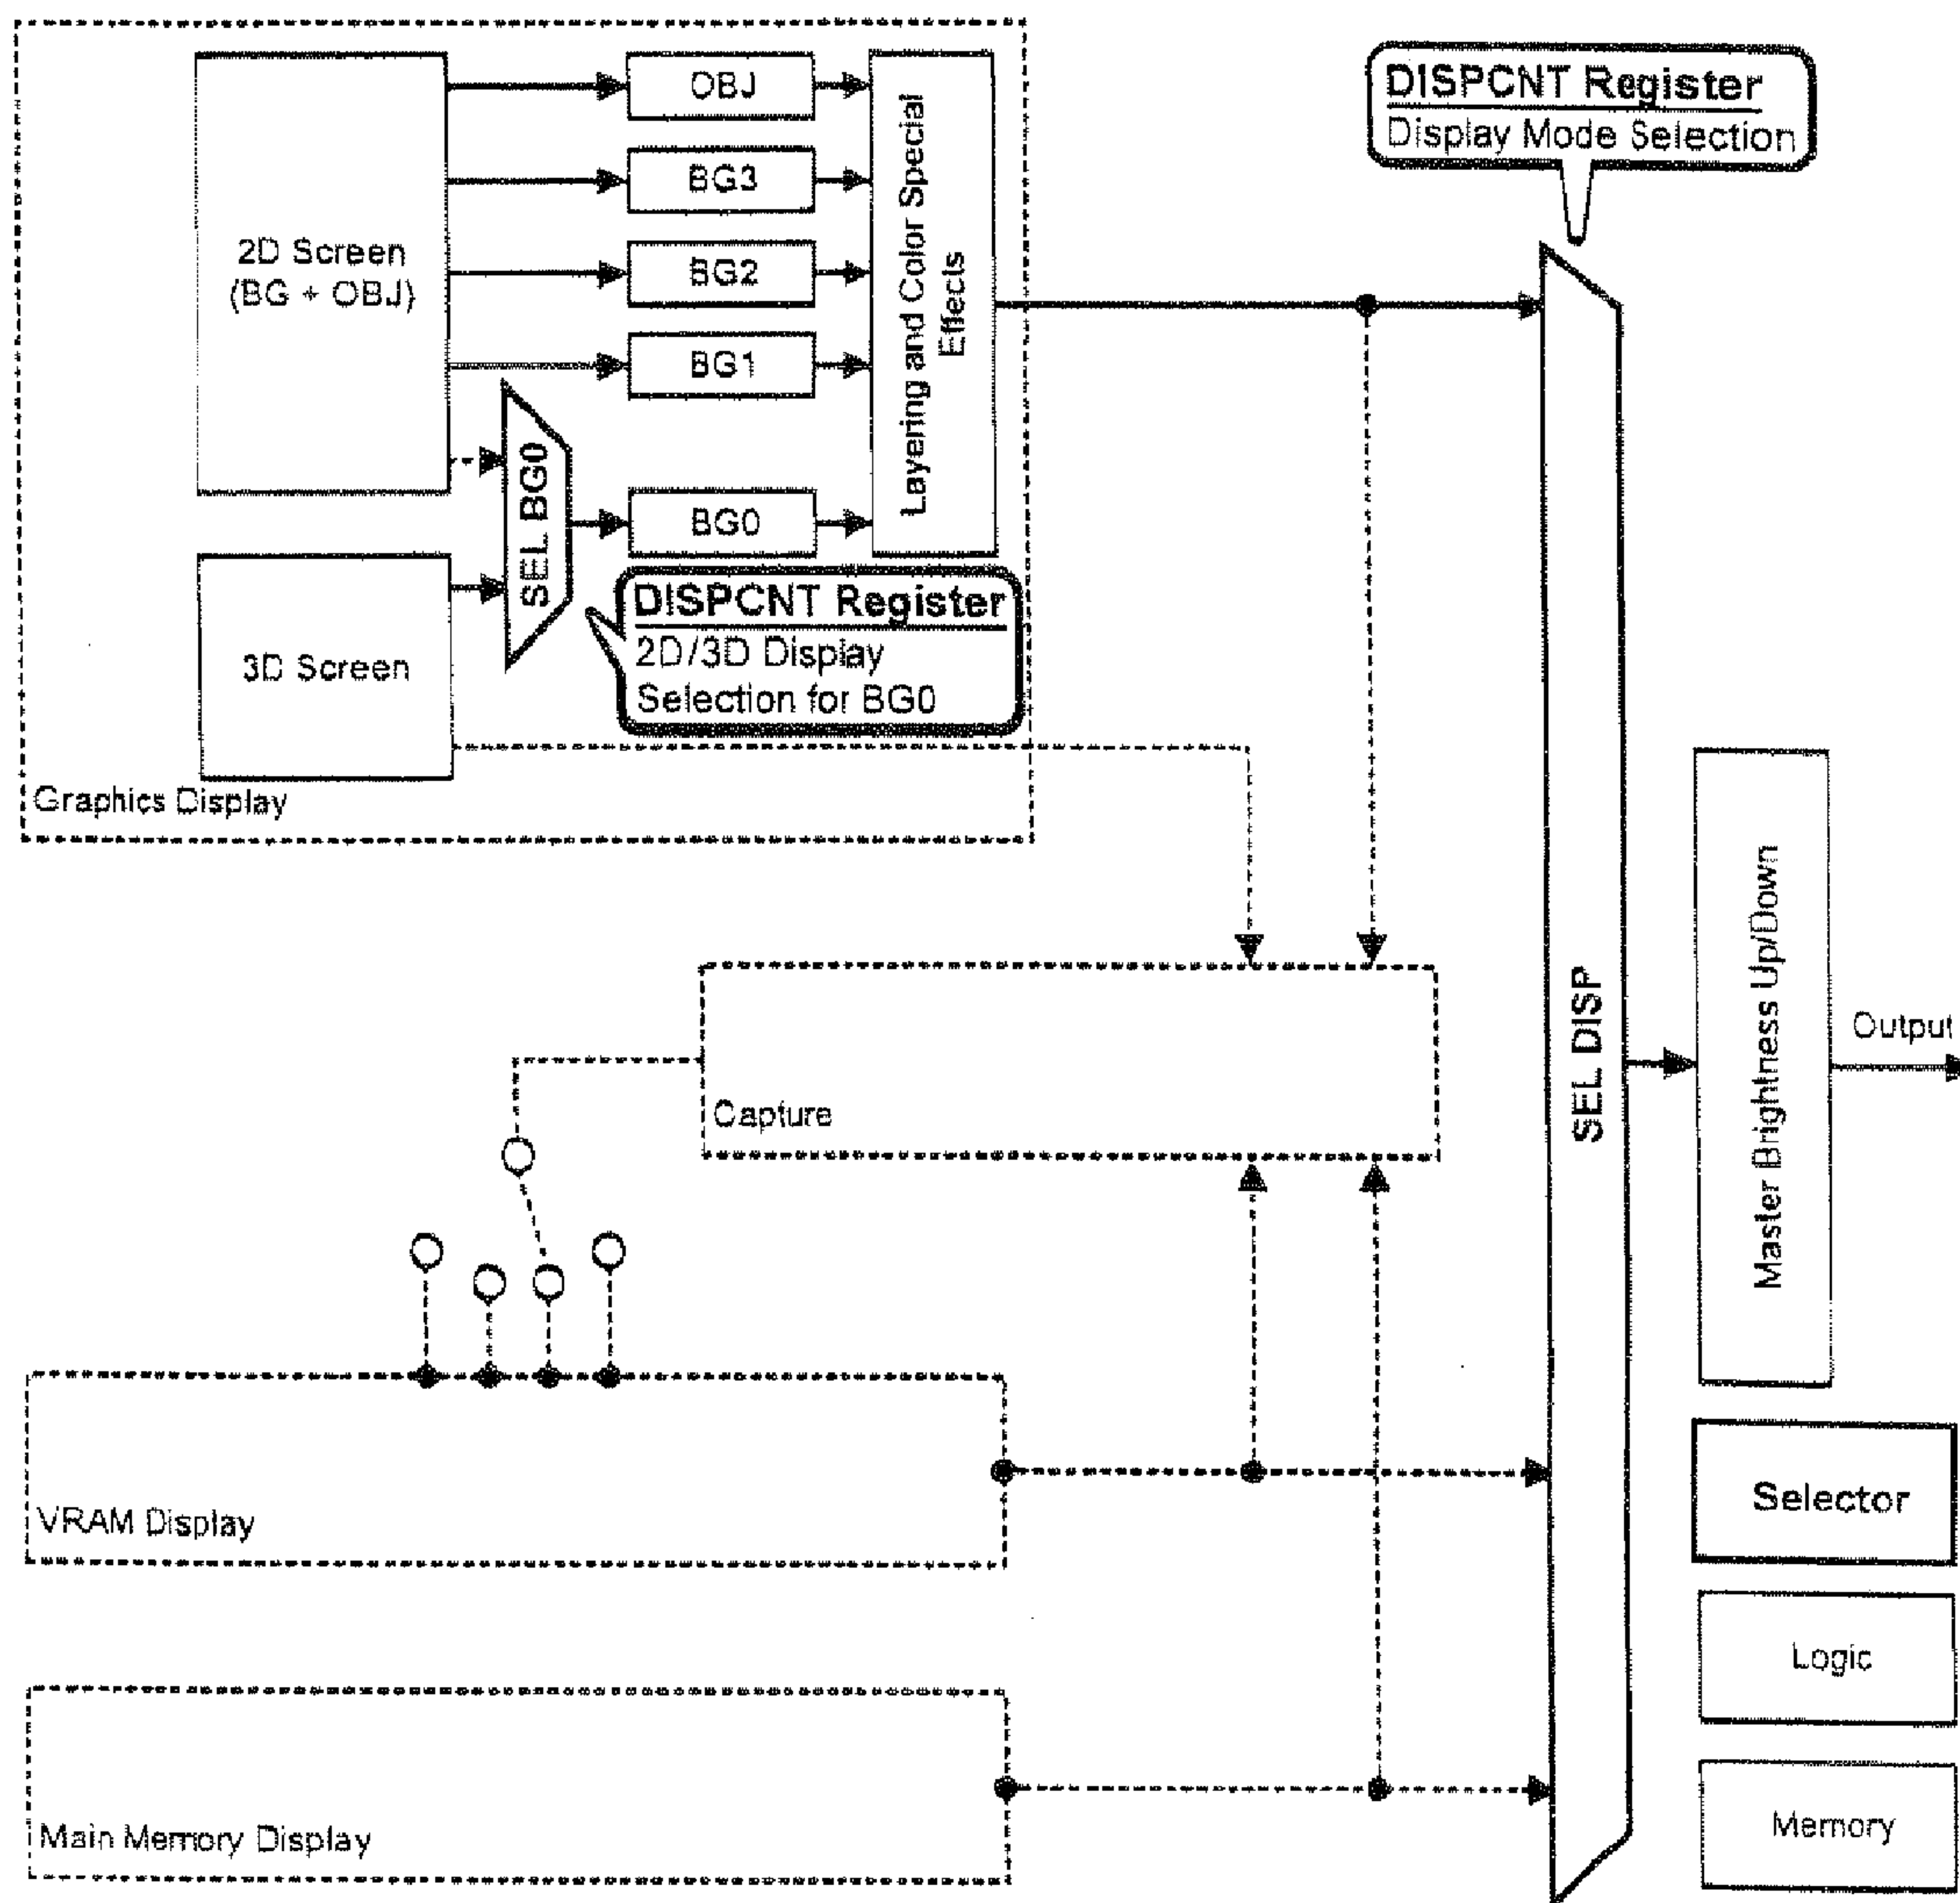 OBJ
BG3
2D Screen
(BG + OBJ)
BG2
BG1
SEL BG0
BG0
Layering and Color Special
Effects
DISPCNT Register
Display Mode Selection
DISPCNT Register
2D/3D Display
Selection for BG0
3D Screen
Graphics Display
Capture
SEL DISP
Master Brightness Up/Down
Output
VRAM Display
Main Memory Display
Selector
Logic
Memory